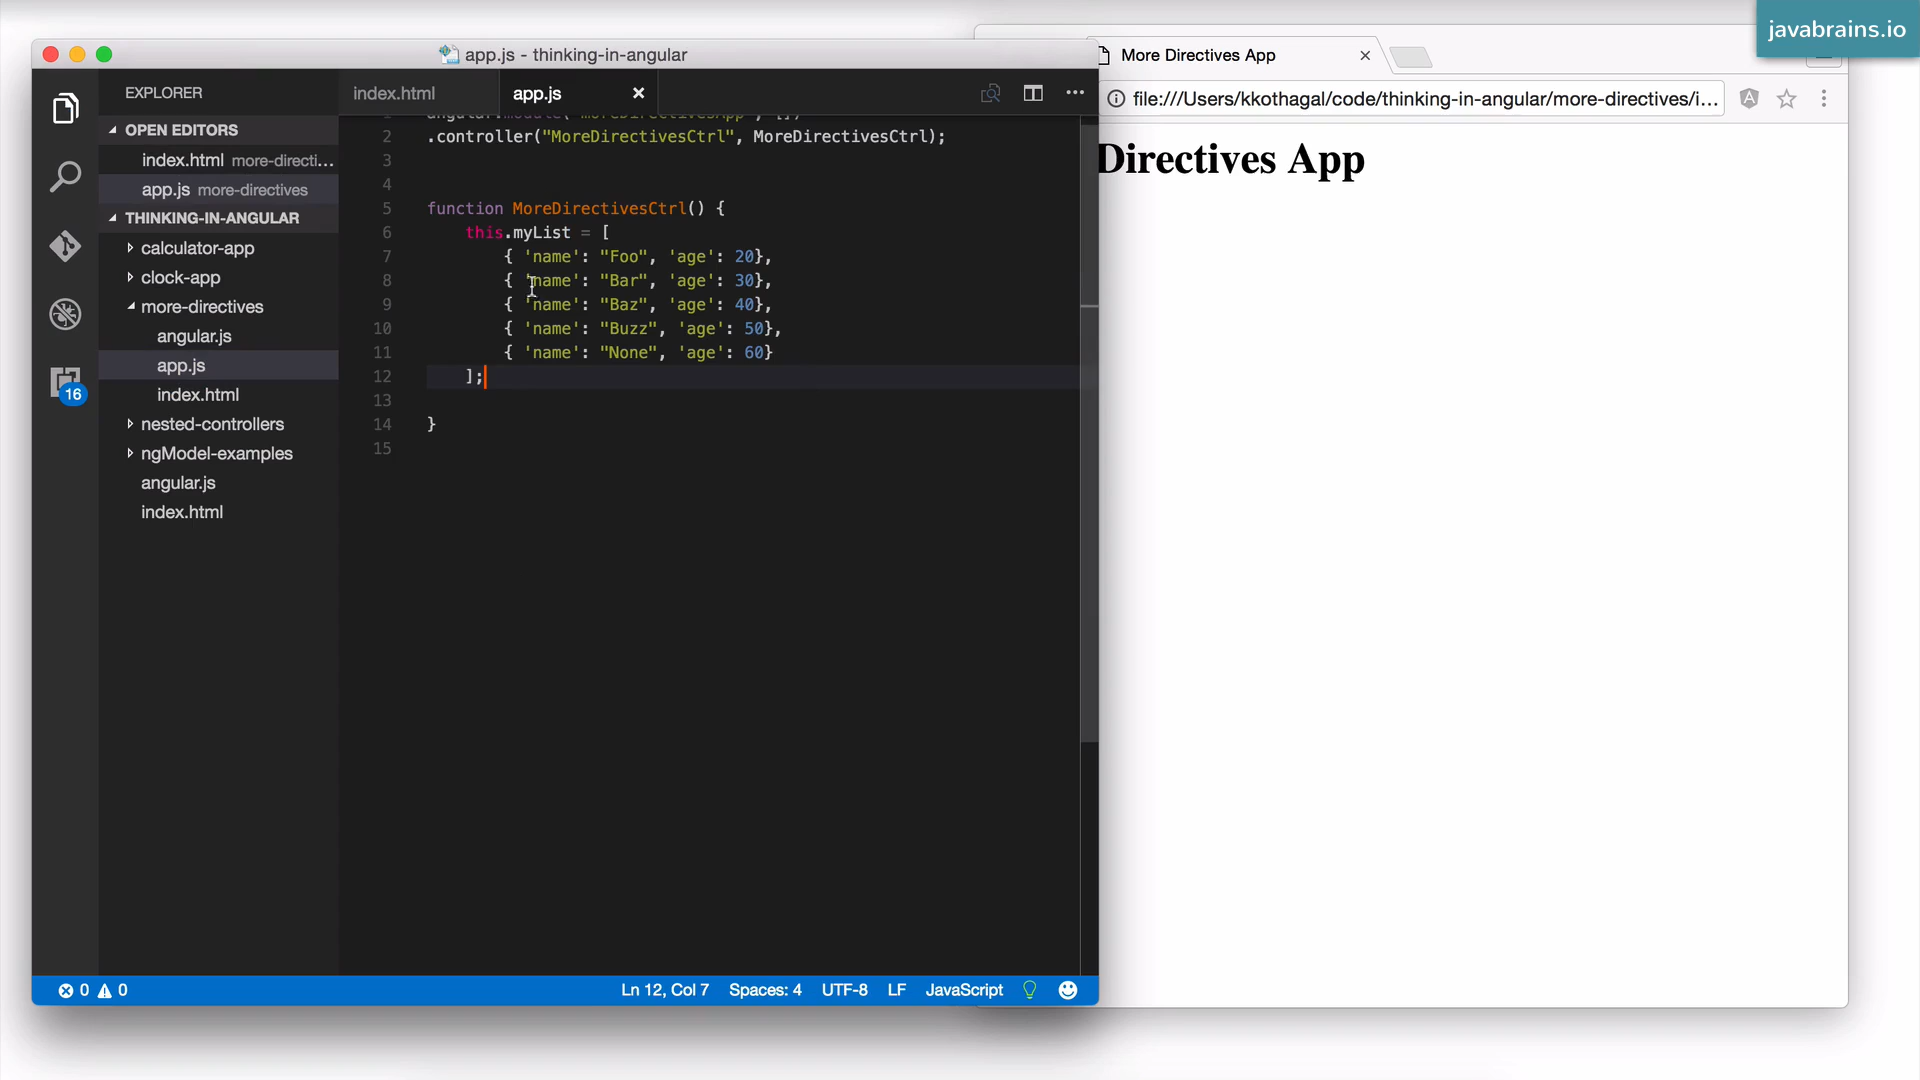 javabrains.io
app.js - thinking-in-angular
EXPLORER
OPEN EDITORS
index.html more-directi...
app.js more-directives
THINKING-IN-ANGULAR
calculator-app
clock-app
more-directives
angular.js
app.js
index.html
nested-controllers
ngModel-examples
angular.js
index.html
16
index.html
app.js
1 angular.module("moreDirectivesApp", [])
2 .controller("MoreDirectivesCtrl", MoreDirectivesCtrl);
3
4
5 function MoreDirectivesCtrl() {
6 this.myList = [
7 { 'name': "Foo", 'age': 20},
8 { 'name': "Bar", 'age': 30},
9 { 'name': "Baz", 'age': 40},
10 { 'name': "Buzz", 'age': 50},
11 { 'name': "None", 'age': 60}
12 ];
13
14 }
15
0 0
Ln 12, Col 7 Spaces: 4 UTF-8 LF JavaScript
More Directives App
file:///Users/kkothagal/code/thinking-in-angular/more-directives/i...
Directives App